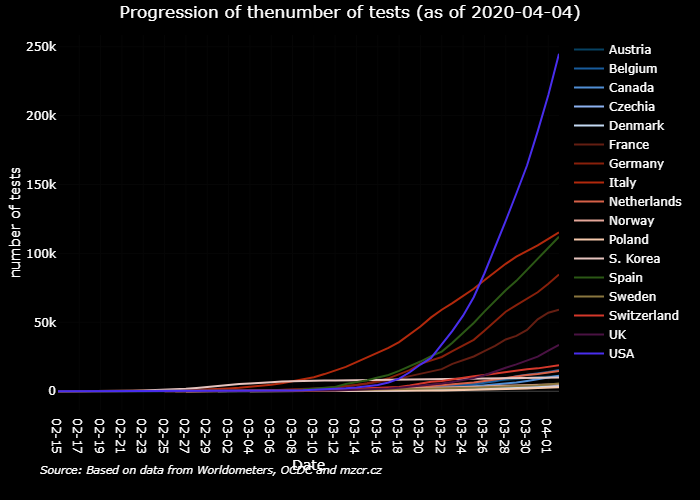 Progression of thenumber of tests (as of 2020-04-04)
number of tests
250k
200k
150k
100k
50k
0
02-15
02-17
02-19
02-21
02-23
02-25
02-27
02-29
03-02
03-04
03-06
03-08
03-10
03-12
03-14
03-16
03-18
03-20
03-22
03-24
03-26
03-28
03-30
04-01
Date
Austria
Belgium
Canada
Czechia
Denmark
France
Germany
Italy
Netherlands
Norway
Poland
S. Korea
Spain
Sweden
Switzerland
UK
USA
Source: Based on data from Worldometers, OCDC and mzcr.cz